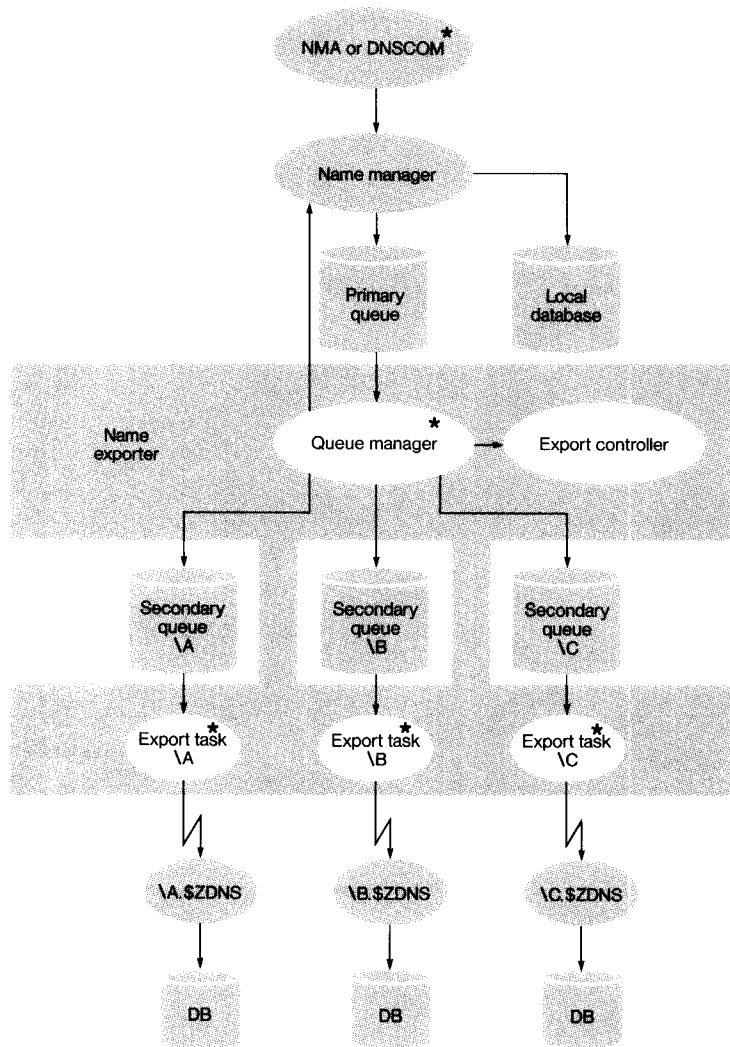 NMA or DNSCOM*
Name manager
Primary
queue
Local
database
Name
exporter
Queue manager*
Export controller
Secondary
queue
\A
Secondary
queue
\B
Secondary
queue
\C
Export task*
\A
Export task*
\B
Export task*
\C
\A.$ZDNS
\B.$ZDNS
\C.$ZDNS
DB
DB
DB